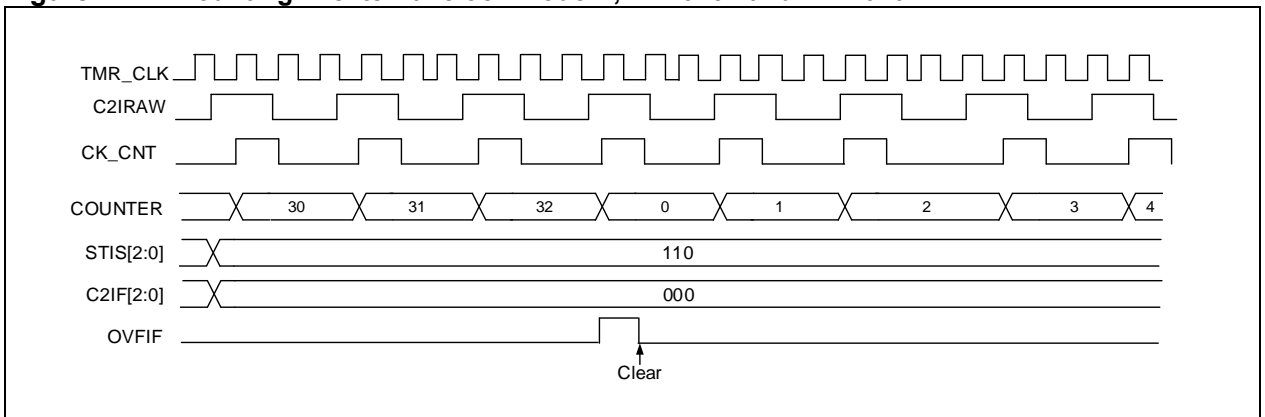 TMR_CLK
C2IRAW
CK_CNT
COUNTER 30 31 32 0 1 2 3 4
STIS[2:0] 110
C2IF[2:0] 000
OVFIF
Clear